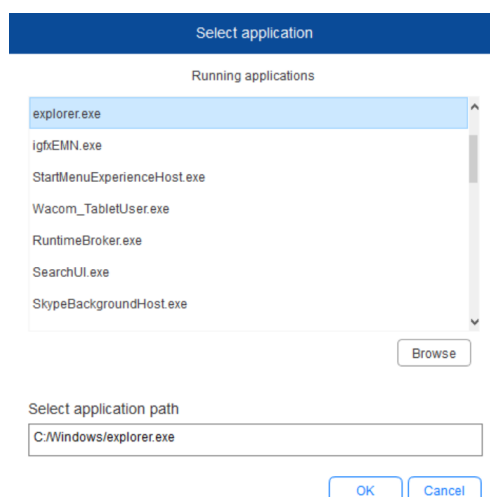 Select application
Running applications
explorer.exe
igfxEMN.exe
StartMenuExperienceHost.exe
Wacom_TabletUser.exe
RuntimeBroker.exe
SearchUI.exe
SkypeBackgroundHost.exe
Browse
Select application path
C:/Windows/explorer.exe
OK Cancel